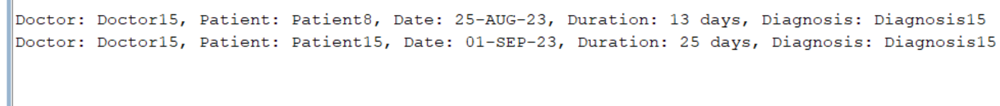 Doctor: Doctor15, Patient: Patient8, Date: 25-AUG-23, Duration: 13 days, Diagnosis: Diagnosis15
Doctor: Doctor15, Patient: Patient15, Date: 01-SEP-23, Duration: 25 days, Diagnosis: Diagnosis15